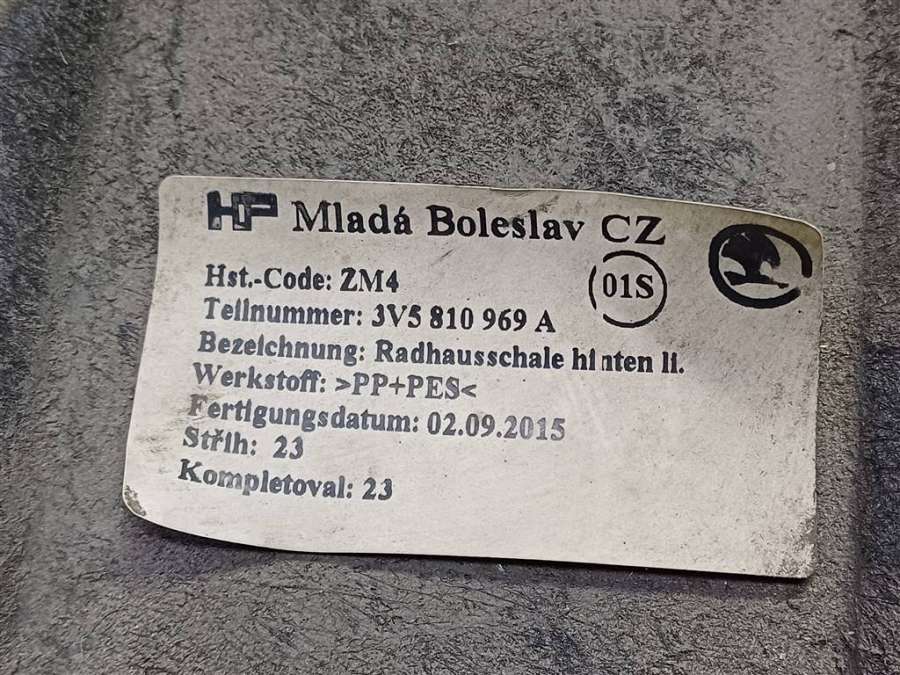 HP Mladá Boleslav CZ
Hst.-Code: ZM4
01S
Teilnummer: 3V5 810 969 A
Bezeichnung: Radhausschale hinten li.
Werkstoff: >PP+PES<
Fertigungsdatum: 02.09.2015
Střih: 23
Kompletoval: 23